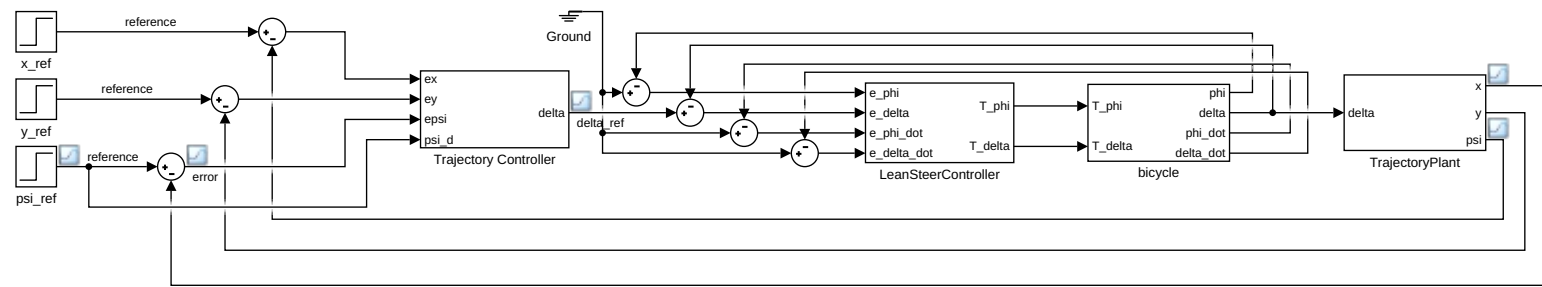 x_ref
reference
y_ref
reference
psi_ref
reference
error
ex
ey
epsi
psi_d
delta
Trajectory Controller
delta_ref
Ground
e_phi
e_delta
e_phi_dot
e_delta_dot
T_phi
T_delta
LeanSteerController
T_phi
T_delta
phi
delta
phi_dot
delta_dot
bicycle
delta
x
y
psi
TrajectoryPlant